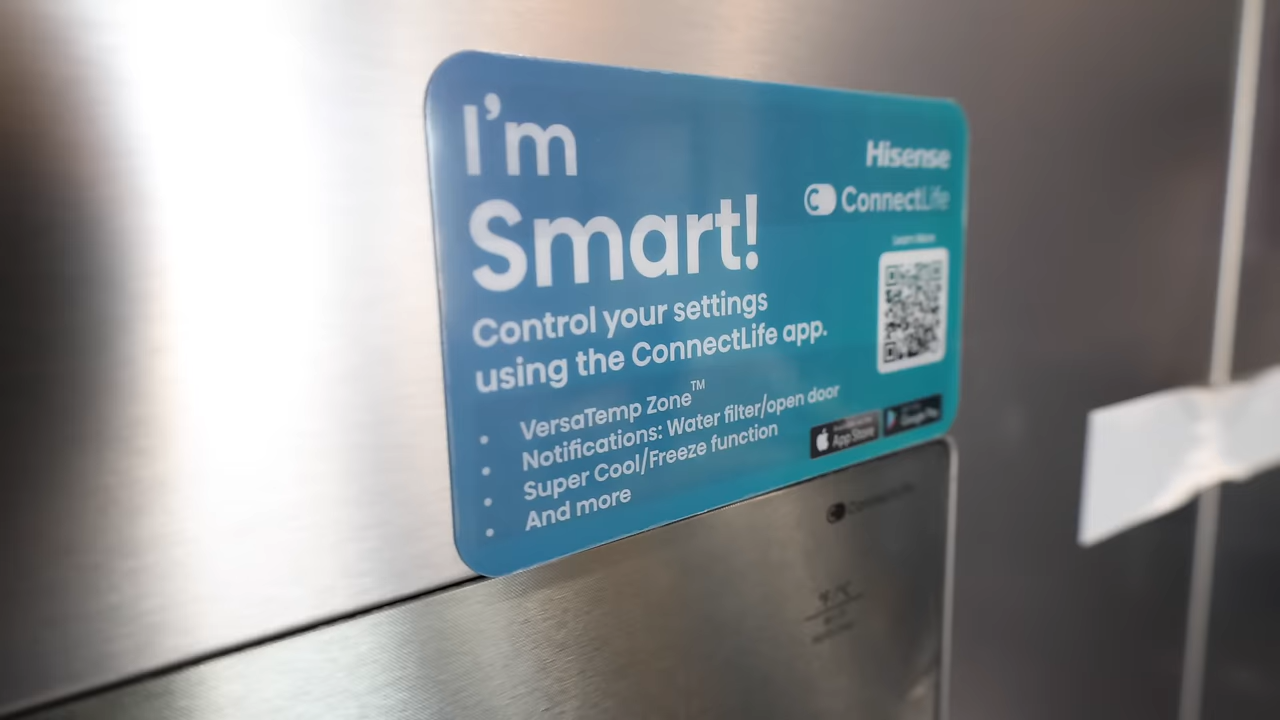 I'm
Smart!
Control your settings
using the ConnectLife app.
• VersaTemp Zone™
• Notifications: Water filter/open door
• Super Cool/Freeze function
• And more
Hisense
ConnectLife
Learn More
App Store
Google Play
ConnectLife
°F/°C